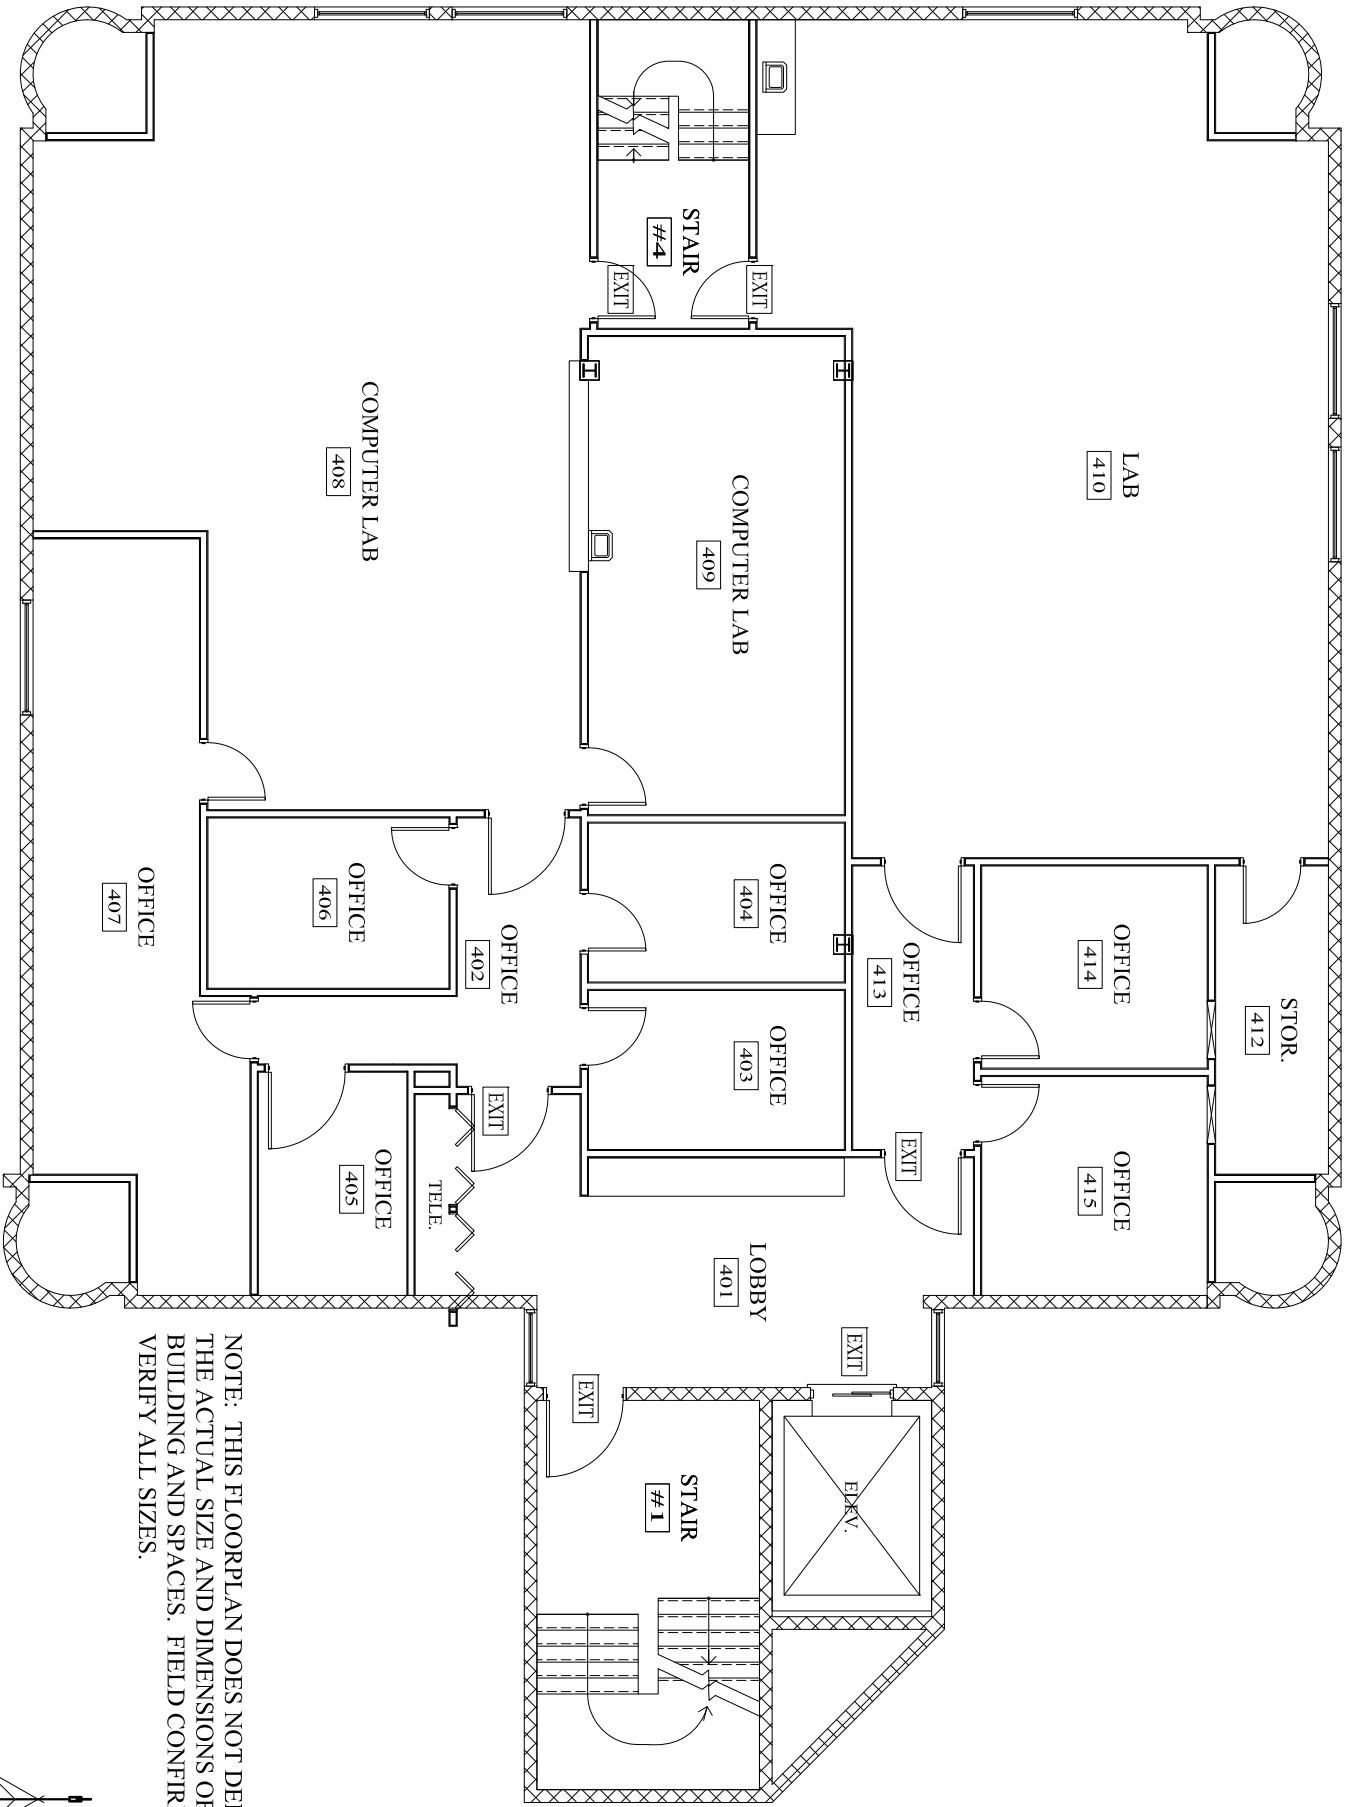 LAB
410
STOR.
412
OFFICE
414
OFFICE
415
OFFICE
413
EXIT
EXIT
STAIR
#4
EXIT
COMPUTER LAB
409
OFFICE
404
OFFICE
403
LOBBY
401
EXIT
ELEV.
EXIT
STAIR
#1
COMPUTER LAB
408
OFFICE
402
EXIT
OFFICE
406
OFFICE
405
TELE.
OFFICE
407
NOTE: THIS FLOORPLAN DOES NOT
THE ACTUAL SIZE AND DIMENSIONS
BUILDING AND SPACES. FIELD
VERIFY ALL SIZES.